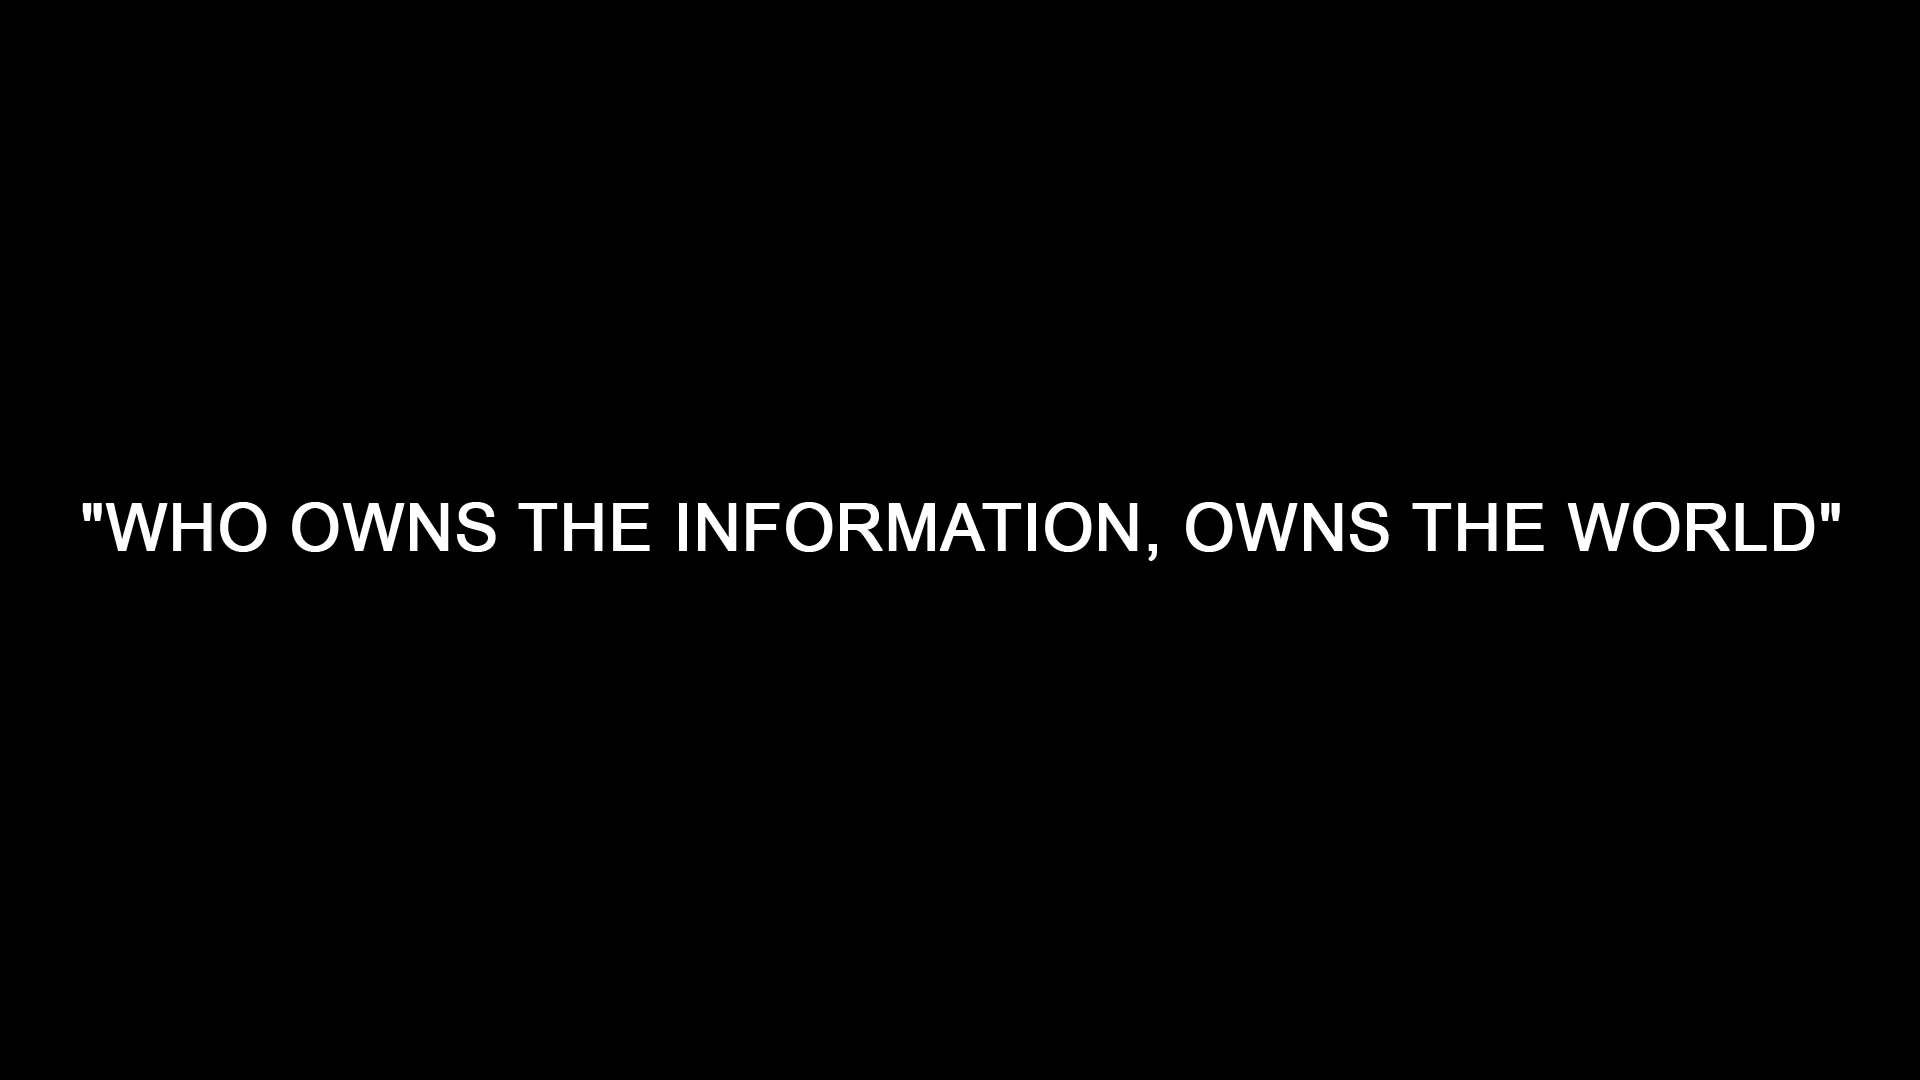 "WHO OWNS THE INFORMATION, OWNS THE WORLD"